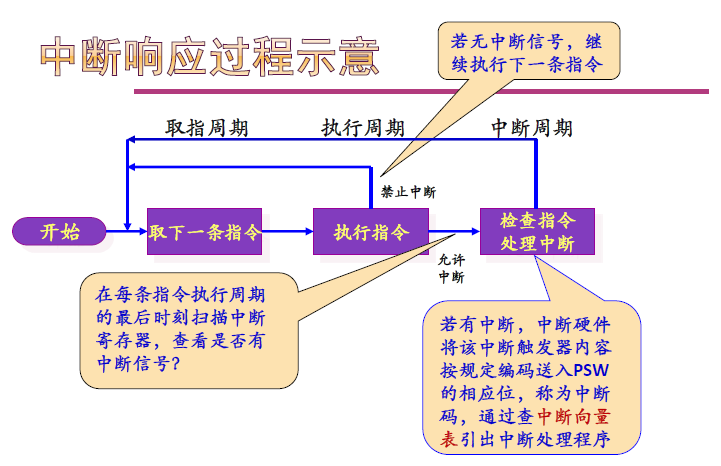 中断响应过程示意
若无中断信号，继
续执行下一条指令
取指周期
执行周期
中断周期
禁止中断
开始
取下一条指令
执行指令
检查指令
处理中断
允许
中断
在每条指令执行周期
的最后时刻扫描中断
寄存器，查看是否有
中断信号？
若有中断，中断硬件
将该中断触发器内容
按规定编码送入PSW
的相应位，称为中断
码，通过查中断向量
表引出中断处理程序